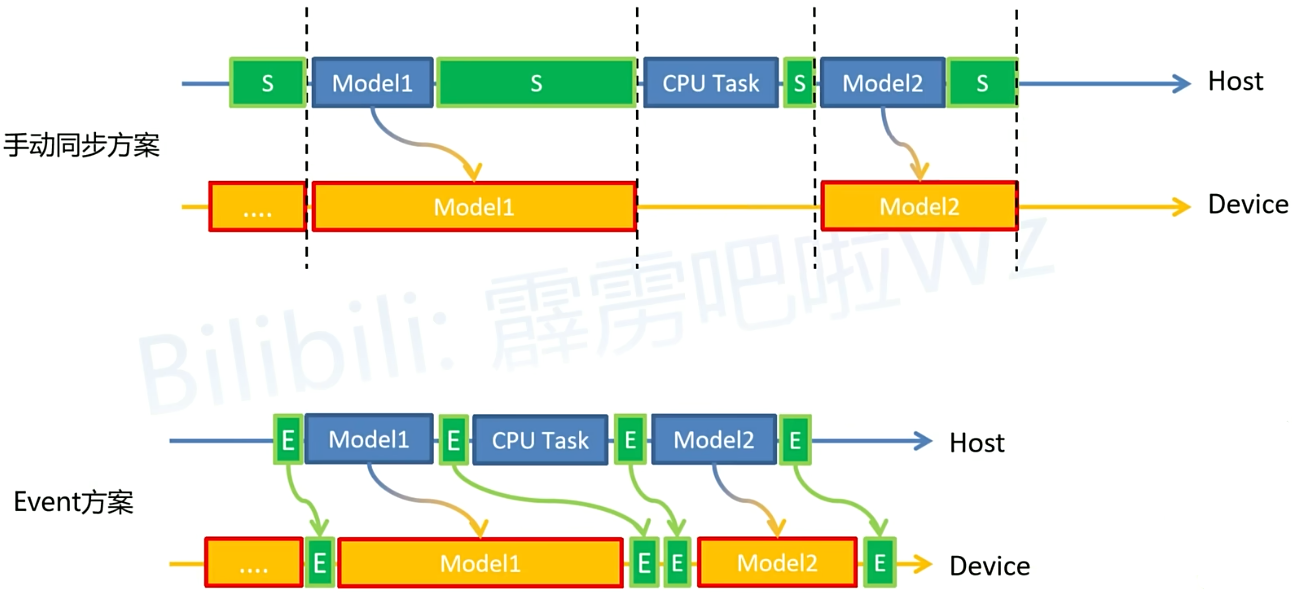 S Model1 S CPU Task S Model2 S Host
手动同步方案
.... Model1 Model2 Device
Bilibili: 霹雳吧啦Wz
E Model1 E CPU Task E Model2 E Host
Event方案
.... E Model1 E E Model2 E Device